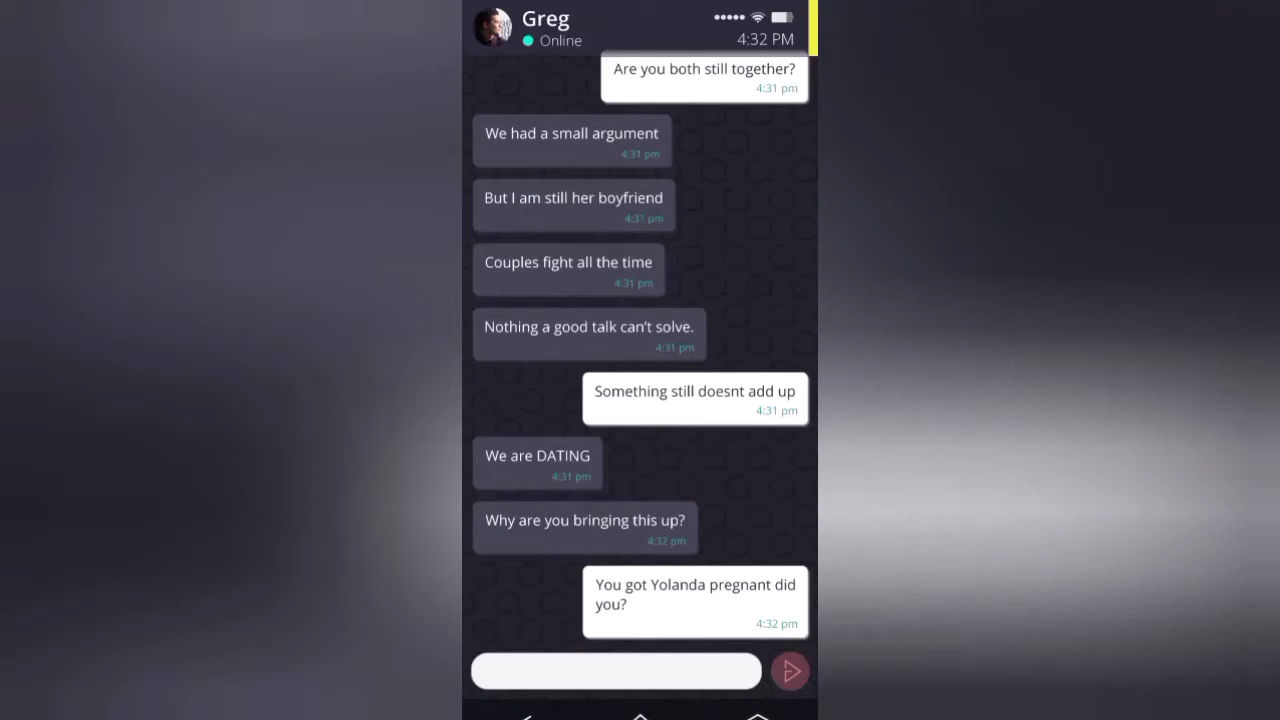 Greg
Online
4:32 PM
Are you both still together?
4:31 pm
We had a small argument
4:31 pm
But I am still her boyfriend
4:31 pm
Couples fight all the time
4:31 pm
Nothing a good talk can't solve.
4:31 pm
Something still doesnt add up
4:31 pm
We are DATING
4:31 pm
Why are you bringing this up?
4:32 pm
You got Yolanda pregnant did
you?
4:32 pm